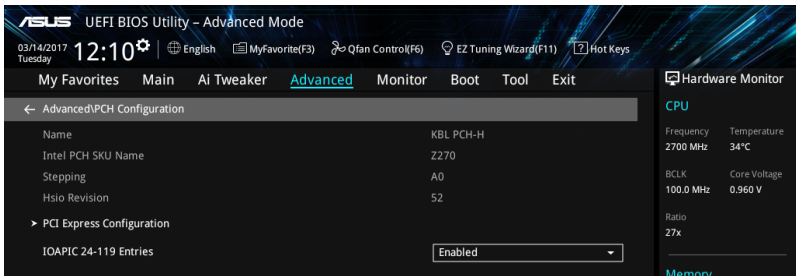 ASUS UEFI BIOS Utility – Advanced Mode
03/14/2017 Tuesday 12:10 English MyFavorite(F3) Qfan Control(F6) EZ Tuning Wizard(F11) ? Hot Keys
My Favorites Main Ai Tweaker Advanced Monitor Boot Tool Exit
← Advanced\PCH Configuration
Name KBL PCH-H
Intel PCH SKU Name Z270
Stepping A0
Hsio Revision 52
> PCI Express Configuration
IOAPIC 24-119 Entries Enabled
Hardware Monitor
CPU
Frequency Temperature
2700 MHz 34°C
BCLK Core Voltage
100.0 MHz 0.960 V
Ratio
27x
Memory